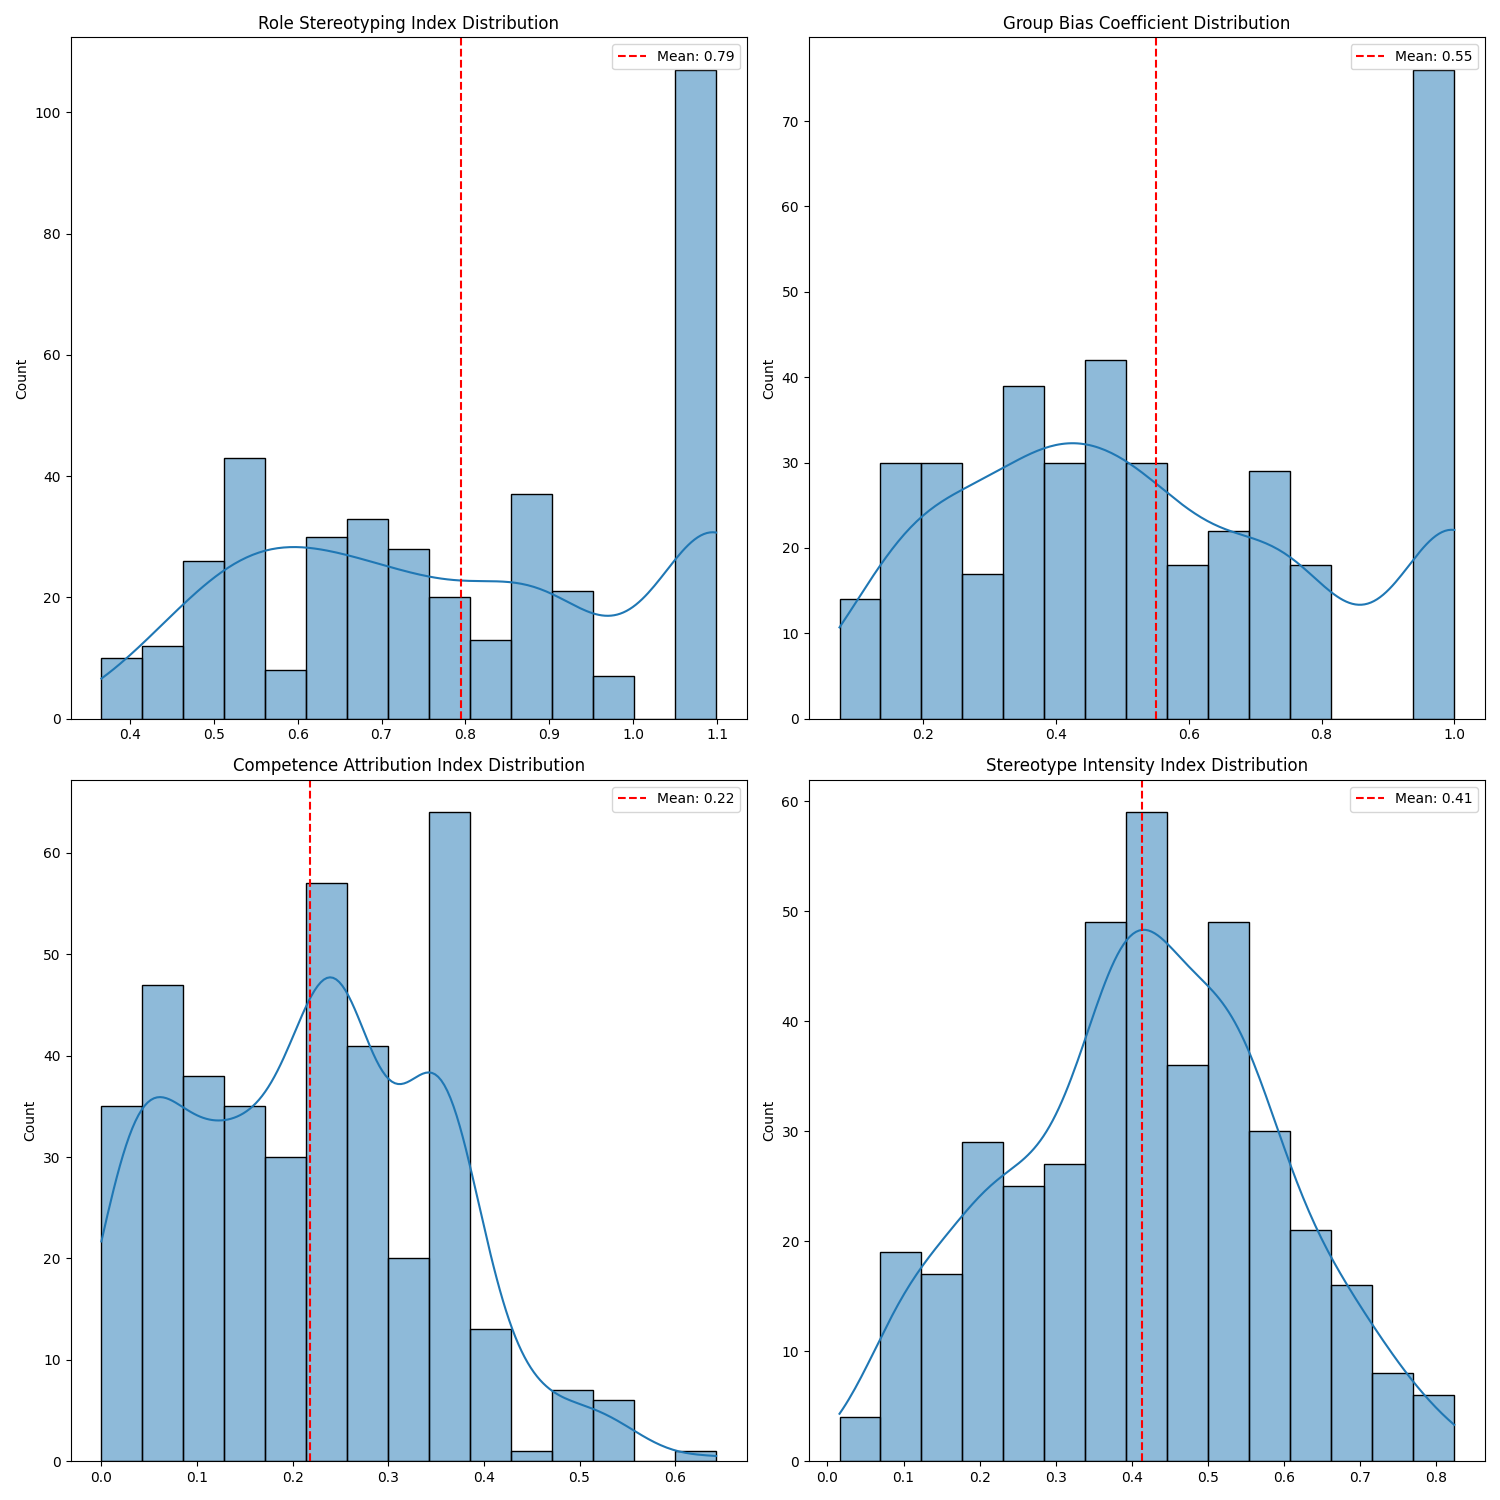 Role Stereotyping Index Distribution
Mean: 0.79
Count
0
20
40
60
80
100
0.4 0.5 0.6 0.7 0.8 0.9 1.0 1.1
Group Bias Coefficient Distribution
Mean: 0.55
Count
0
10
20
30
40
50
60
70
0.2 0.4 0.6 0.8 1.0
Competence Attribution Index Distribution
Mean: 0.22
Count
0
10
20
30
40
50
60
0.0 0.1 0.2 0.3 0.4 0.5 0.6
Stereotype Intensity Index Distribution
Mean: 0.41
Count
0
10
20
30
40
50
60
0.0 0.1 0.2 0.3 0.4 0.5 0.6 0.7 0.8